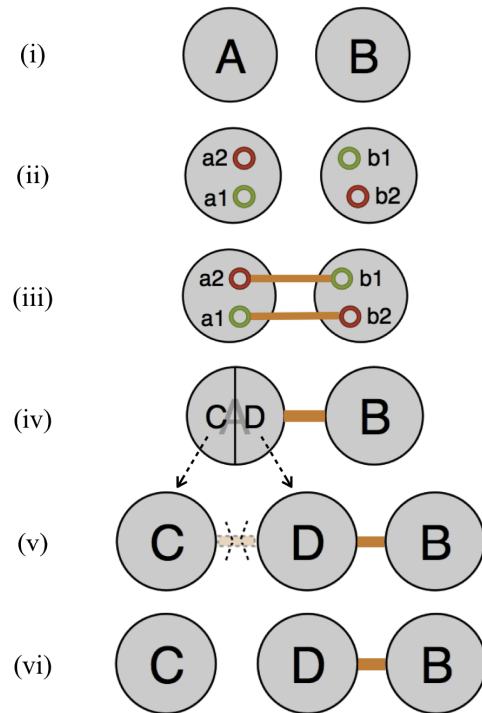 (i) A B
(ii) a2 b1
a1 b2
(iii) a2 b1
a1 b2
(iv) C A D B
(v) C D B
(vi) C D B